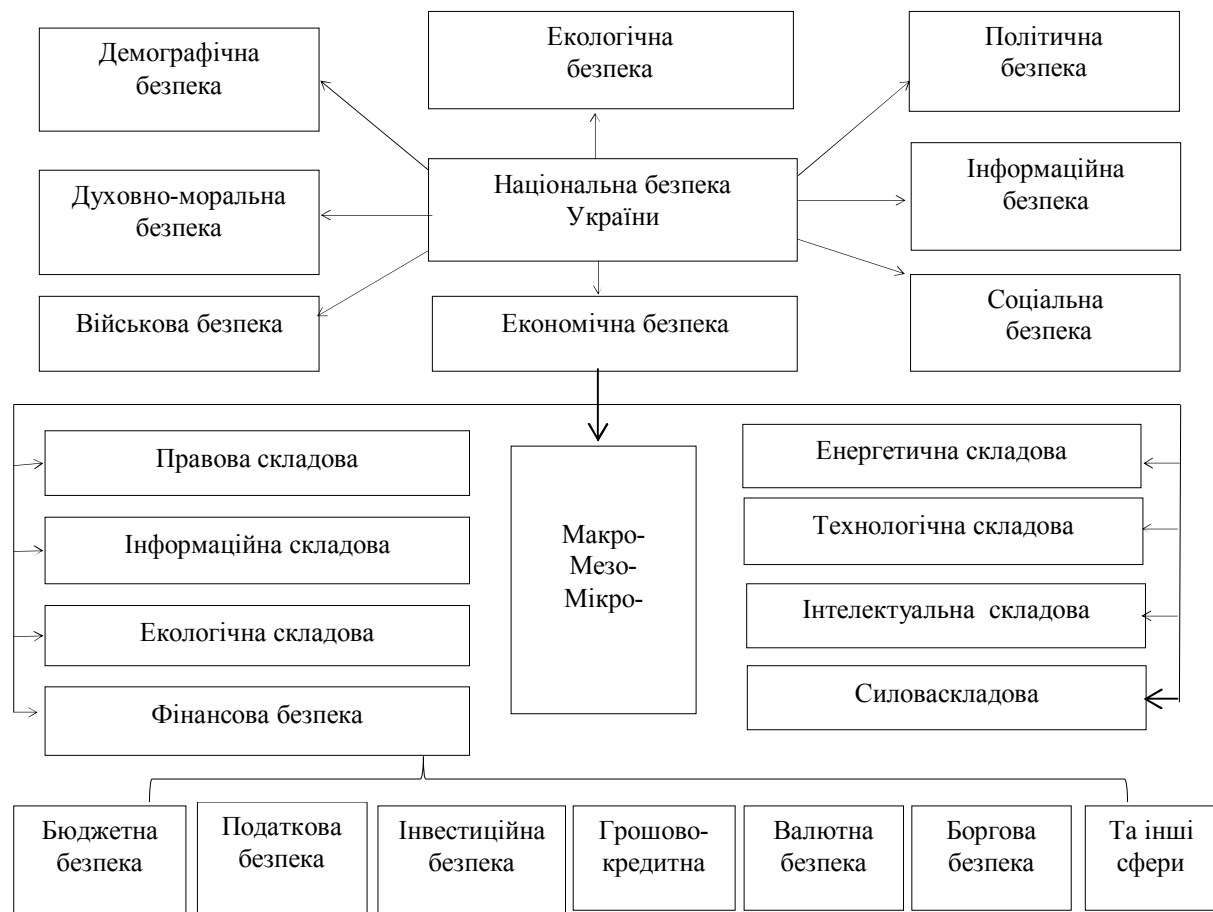 Демографічна
безпека
Екологічна
безпека
Політична
безпека
Духовно-моральна
безпека
Національна безпека
України
Інформаційна
безпека
Військова безпека
Економічна безпека
Соціальна
безпека
Правова складова
Інформаційна складова
Екологічна складова
Фінансова безпека
Макро-
Мезо-
Мікро-
Енергетична складова
Технологічна складова
Інтелектуальна  складова
Силоваскладова
Бюджетна
безпека
Податкова
безпека
Інвестиційна
безпека
Грошово-
кредитна
Валютна
безпека
Боргова
безпека
Та інші
сфери